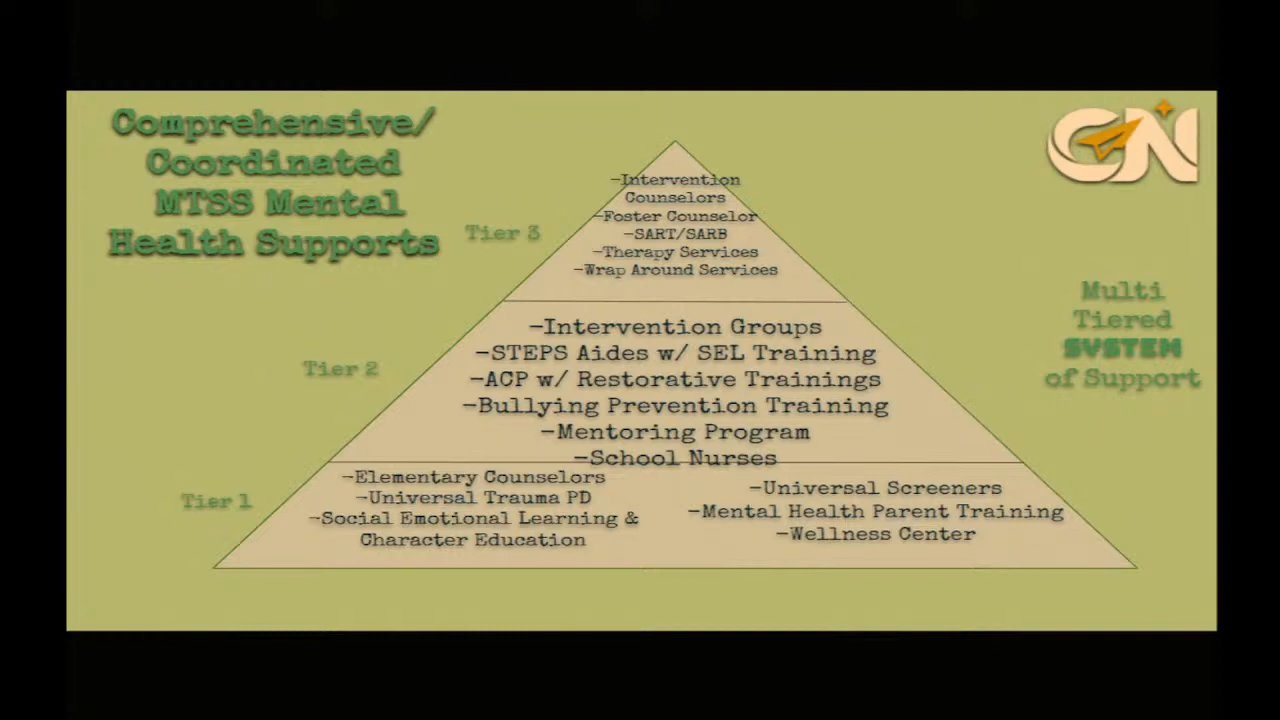 Comprehensive/
Coordinated
MTSS Mental
Health Supports
CN
Tier 3
-Intervention
Counselors
-Foster Counselor
-SART/SARB
-Therapy Services
-Wrap Around Services
Multi
Tiered
SYSTEM
of Support
Tier 2
-Intervention Groups
-STEPS Aides w/ SEL Training
-ACP w/ Restorative Trainings
-Bullying Prevention Training
-Mentoring Program
-School Nurses
Tier 1
-Elementary Counselors
-Universal Trauma PD
-Social Emotional Learning &
Character Education
-Universal Screeners
-Mental Health Parent Training
-Wellness Center